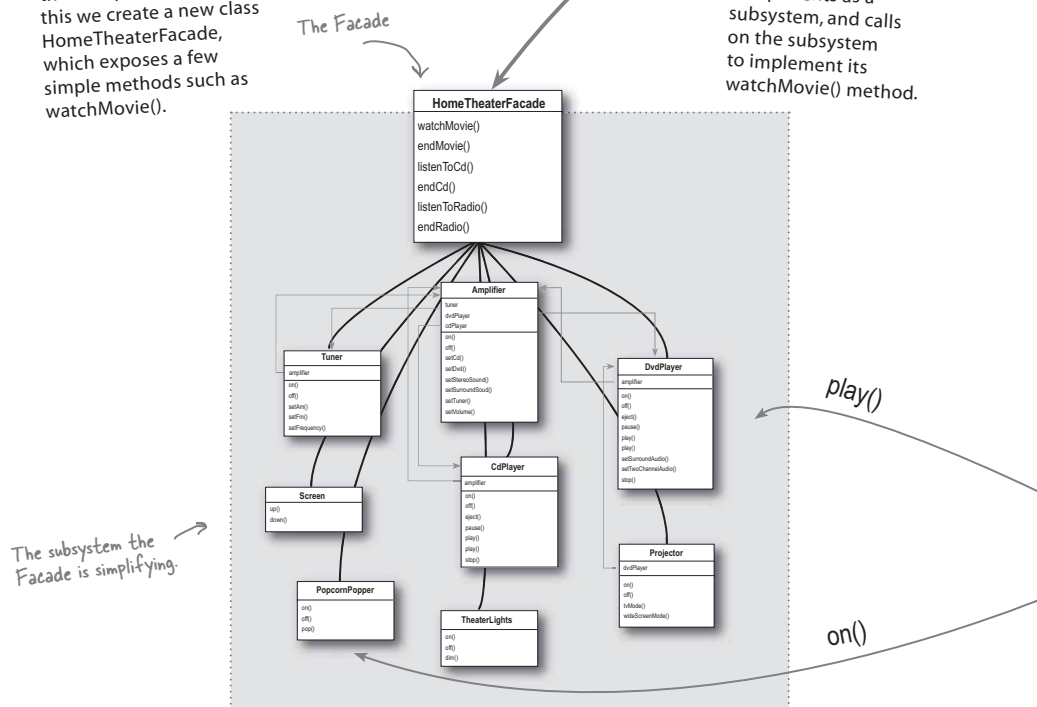 this we create a new class
HomeTheaterFacade,
which exposes a few
simple methods such as
watchMovie().
The Facade
subsystem, and calls
on the subsystem
to implement its
watchMovie() method.
HomeTheaterFacade
watchMovie()
endMovie()
listenToCd()
endCd()
listenToRadio()
endRadio()
Amplifier
tuner
dvdPlayer
cdPlayer
on()
off()
setCd()
setDvd()
setStereoSound()
setSurroundSoud()
setTuner()
setVolume()
Tuner
amplifier
on()
off()
setAm()
setFm()
setFrequency()
DvdPlayer
amplifier
on()
off()
eject()
pause()
play()
play()
setSurroundAudio()
setTwoChannelAudio()
stop()
play()
Screen
up()
down()
CdPlayer
amplifier
on()
off()
eject()
pause()
play()
play()
stop()
The subsystem the
Facade is simplifying.
Projector
dvdPlayer
on()
off()
tvMode()
wideScreenMode()
PopcornPopper
on()
off()
pop()
TheaterLights
on()
off()
dim()
on()